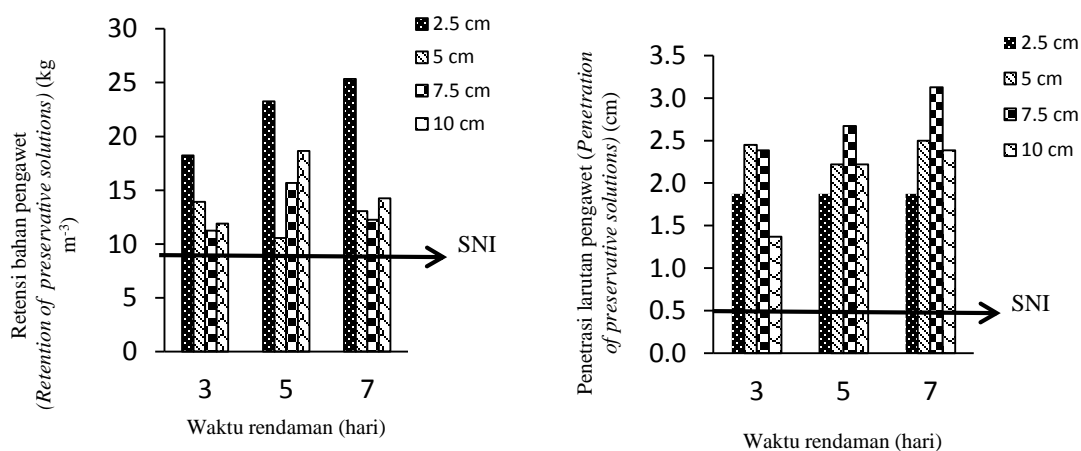 Retensi bahan pengawet
(Retention of preservative solutions) (kg
m⁻³)
30
25
20
15
10
5
0
2.5 cm
5 cm
7.5 cm
10 cm
SNI
3 5 7
Waktu rendaman (hari)
Penetrasi larutan pengawet (Penetration
of preservative solutions) (cm)
3.5
3.0
2.5
2.0
1.5
1.0
0.5
0.0
2.5 cm
5 cm
7.5 cm
10 cm
SNI
3 5 7
Waktu rendaman (hari)